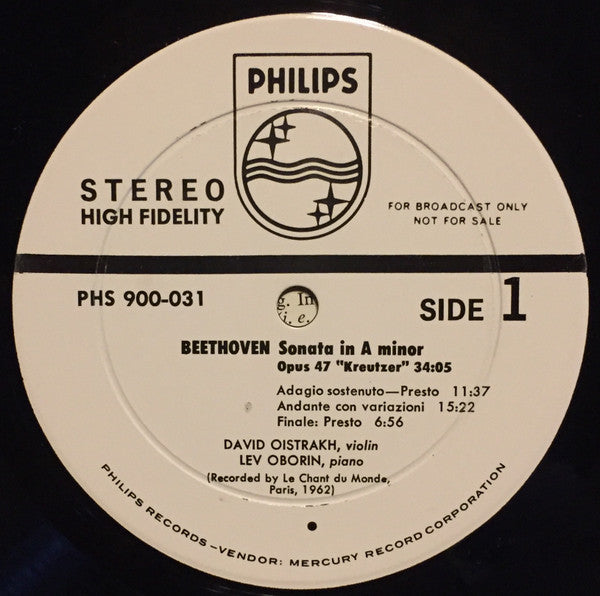 PHILIPS
STEREO
HIGH FIDELITY
FOR BROADCAST ONLY
NOT FOR SALE
PHS 900-031
g. In
i. e.
SIDE 1
BEETHOVEN Sonata in A minor
Opus 47 "Kreutzer" 34:05
Adagio sostenuto—Presto 11:37
Andante con variazioni 15:22
Finale: Presto 6:56
DAVID OISTRAKH, violin
LEV OBORIN, piano
(Recorded by Le Chant du Monde,
Paris, 1962)
PHILIPS RECORDS–VENDOR: MERCURY RECORD CORPORATION